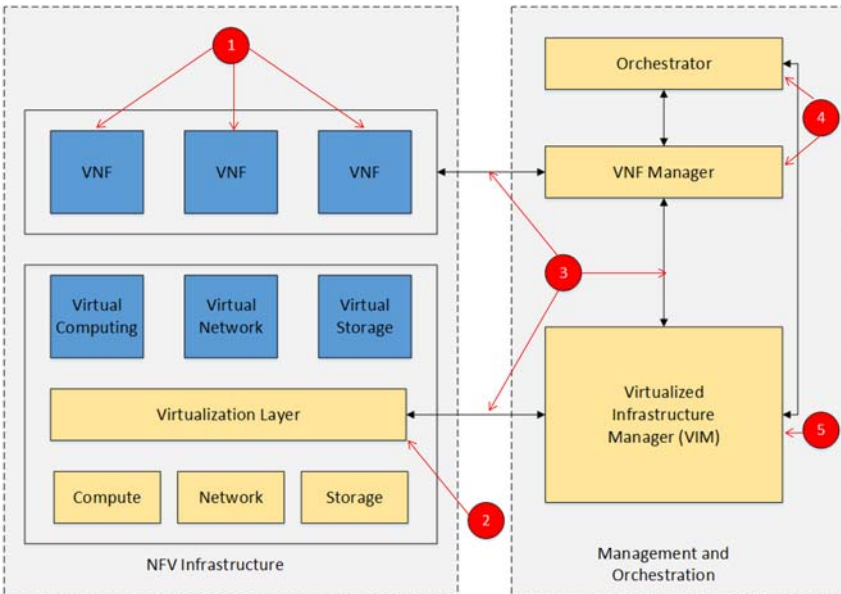 1
VNF
VNF
VNF
Virtual
Computing
Virtual
Network
Virtual
Storage
Virtualization Layer
Compute
Network
Storage
2
NFV Infrastructure
3
Orchestrator
4
VNF Manager
Virtualized
Infrastructure
Manager (VIM)
5
Management and
Orchestration